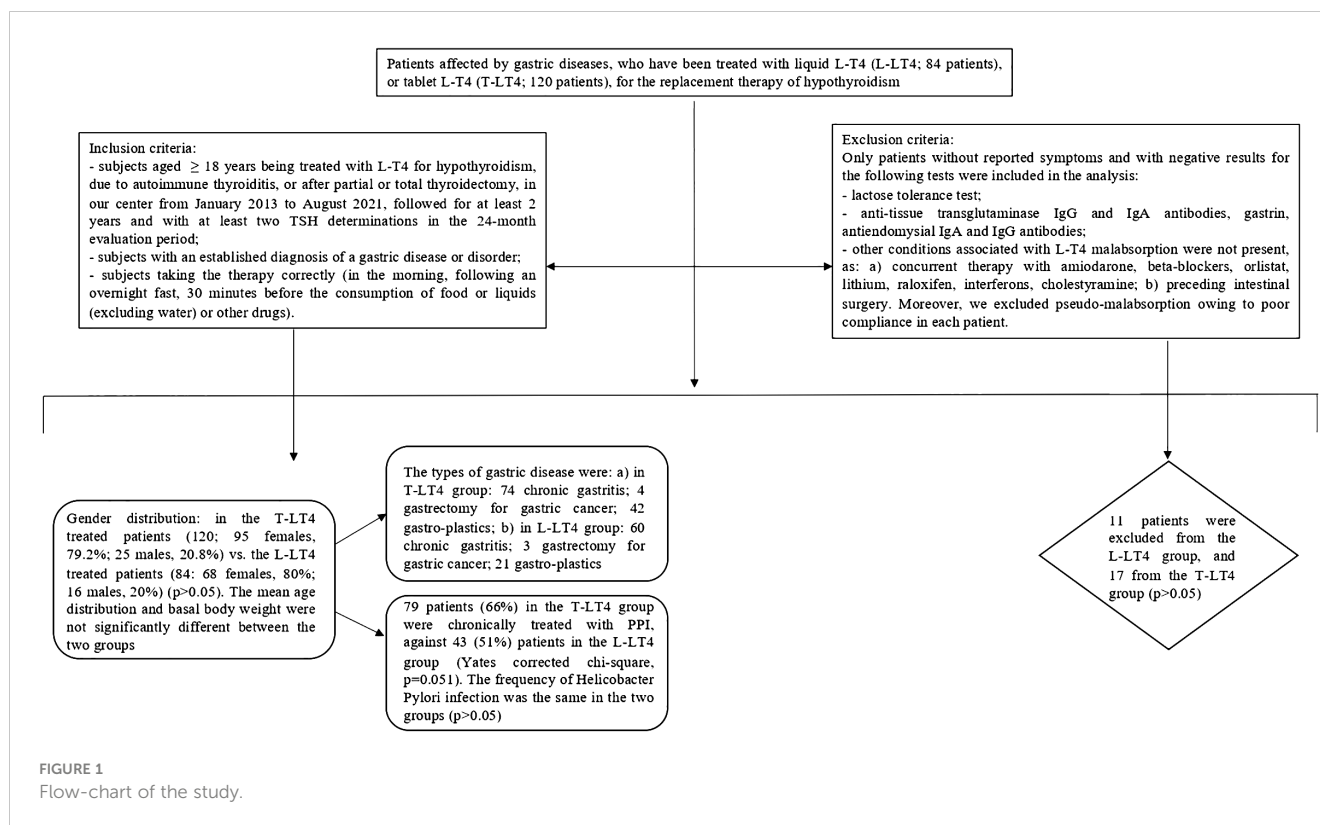 Patients affected by gastric diseases, who have been treated with liquid L-T4 (L-LT4; 84 patients),
or tablet L-T4 (T-LT4; 120 patients), for the replacement therapy of hypothyroidism
Inclusion criteria:
- subjects aged ≥ 18 years being treated with L-T4 for hypothyroidism,
due to autoimmune thyroiditis, or after partial or total thyroidectomy, in
our center from January 2013 to August 2021, followed for at least 2
years and with at least two TSH determinations in the 24-month
evaluation period;
- subjects with an established diagnosis of a gastric disease or disorder;
- subjects taking the therapy correctly (in the morning, following an
overnight fast, 30 minutes before the consumption of food or liquids
(excluding water) or other drugs).
Exclusion criteria:
Only patients without reported symptoms and with negative results for
the following tests were included in the analysis:
- lactose tolerance test;
- anti-tissue transglutaminase IgG and IgA antibodies, gastrin,
antiendomysial IgA and IgG antibodies;
- other conditions associated with L-T4 malabsorption were not present,
as: a) concurrent therapy with amiodarone, beta-blockers, orlistat,
lithium, raloxifen, interferons, cholestyramine; b) preceding intestinal
surgery. Moreover, we excluded pseudo-malabsorption owing to poor
compliance in each patient.
Gender distribution: in the T-LT4
treated patients (120; 95 females,
79.2%; 25 males, 20.8%) vs. the L-LT4
treated patients (84: 68 females, 80%;
16 males, 20%) (p>0.05). The mean age
distribution and basal body weight were
not significantly different between the
two groups
The types of gastric disease were: a) in
T-LT4 group: 74 chronic gastritis; 4
gastrectomy for gastric cancer; 42
gastro-plastics; b) in L-LT4 group: 60
chronic gastritis; 3 gastrectomy for
gastric cancer; 21 gastro-plastics
79 patients (66%) in the T-LT4 group
were chronically treated with PPI,
against 43 (51%) patients in the L-LT4
group (Yates corrected chi-square,
p=0.051). The frequency of Helicobacter
Pylori infection was the same in the two
groups (p>0.05)
11 patients were
excluded from the
L-LT4 group, and
17 from the T-LT4
group (p>0.05)
FIGURE 1
Flow-chart of the study.